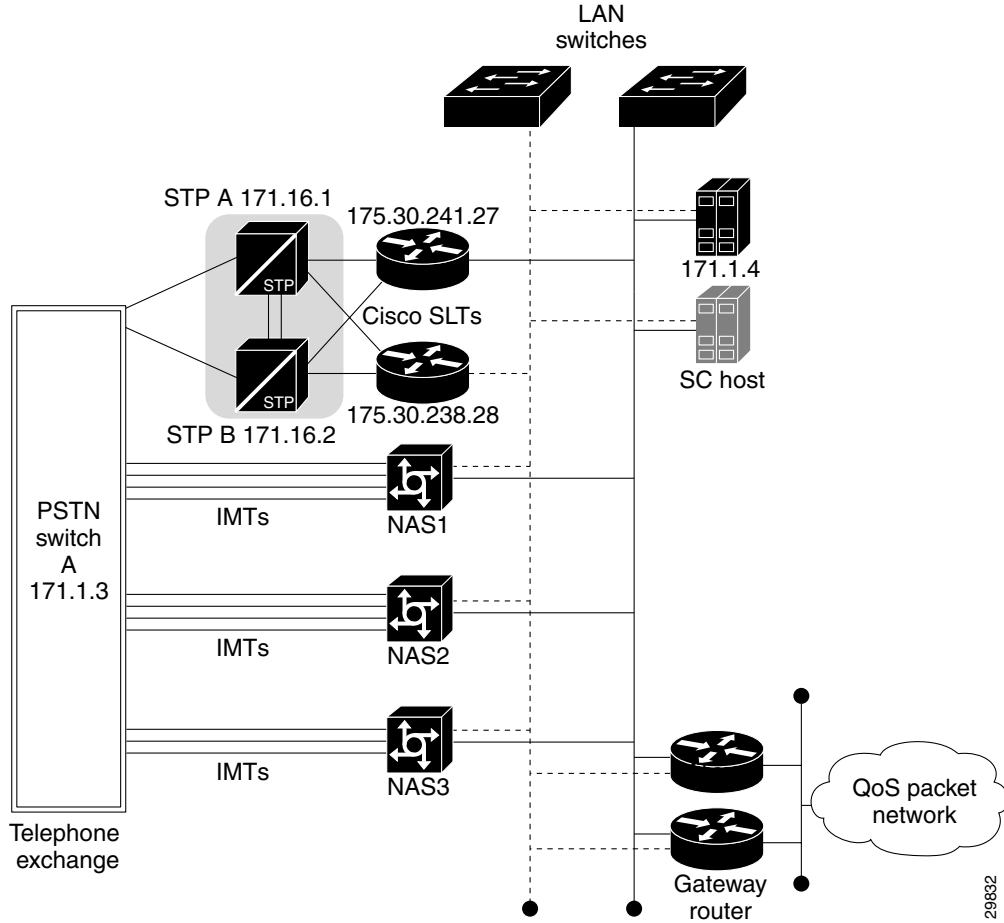 LAN
switches
STP A 171.16.1
175.30.241.27
STP
171.1.4
Cisco SLTs
STP
SC host
175.30.238.28
STP B 171.16.2
PSTN
switch
A
171.1.3
IMTs
NAS1
IMTs
NAS2
IMTs
NAS3
QoS packet
network
Telephone
exchange
Gateway
router
29832